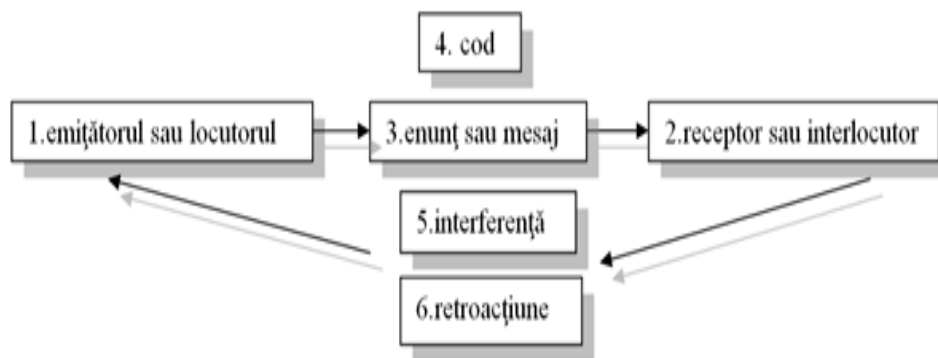 4. cod
1.emiţătorul sau locutorul
3.enunţ sau mesaj
2.receptor sau interlocutor
5.interferenţă
6.retroacţiune